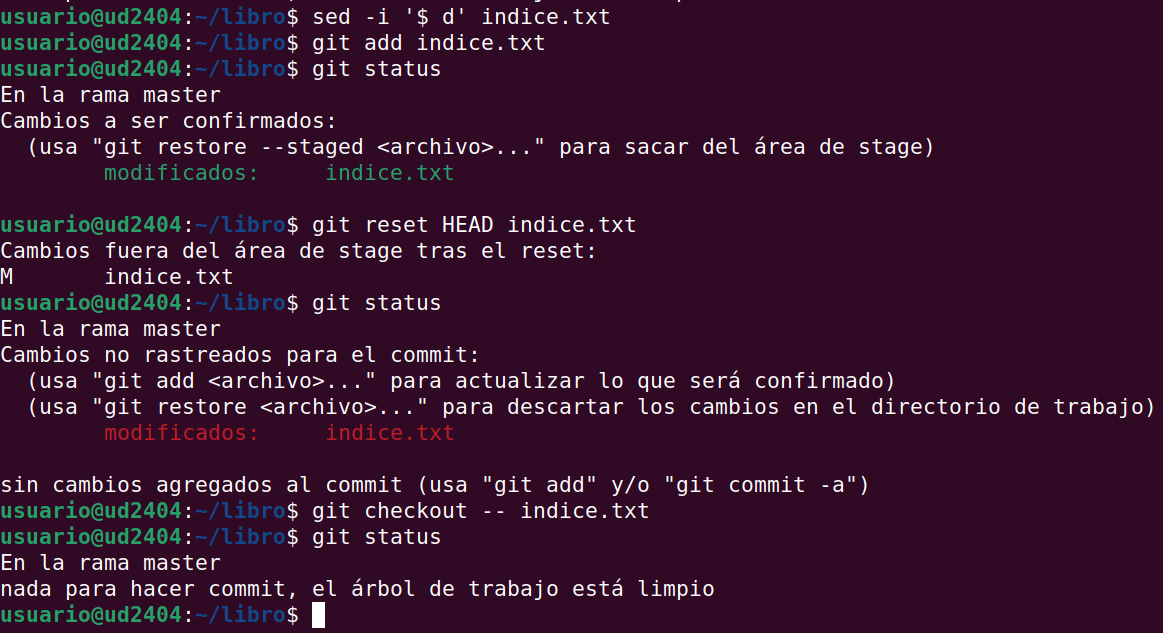 usuario@ud2404:~/libro$ sed -i '$ d' indice.txt
usuario@ud2404:~/libro$ git add indice.txt
usuario@ud2404:~/libro$ git status
En la rama master
Cambios a ser confirmados:
  (usa "git restore --staged <archivo>..." para sacar del área de stage)
        modificados:     indice.txt

usuario@ud2404:~/libro$ git reset HEAD indice.txt
Cambios fuera del área de stage tras el reset:
M       indice.txt
usuario@ud2404:~/libro$ git status
En la rama master
Cambios no rastreados para el commit:
  (usa "git add <archivo>..." para actualizar lo que será confirmado)
  (usa "git restore <archivo>..." para descartar los cambios en el directorio de trabajo)
        modificados:     indice.txt

sin cambios agregados al commit (usa "git add" y/o "git commit -a")
usuario@ud2404:~/libro$ git checkout -- indice.txt
usuario@ud2404:~/libro$ git status
En la rama master
nada para hacer commit, el árbol de trabajo está limpio
usuario@ud2404:~/libro$